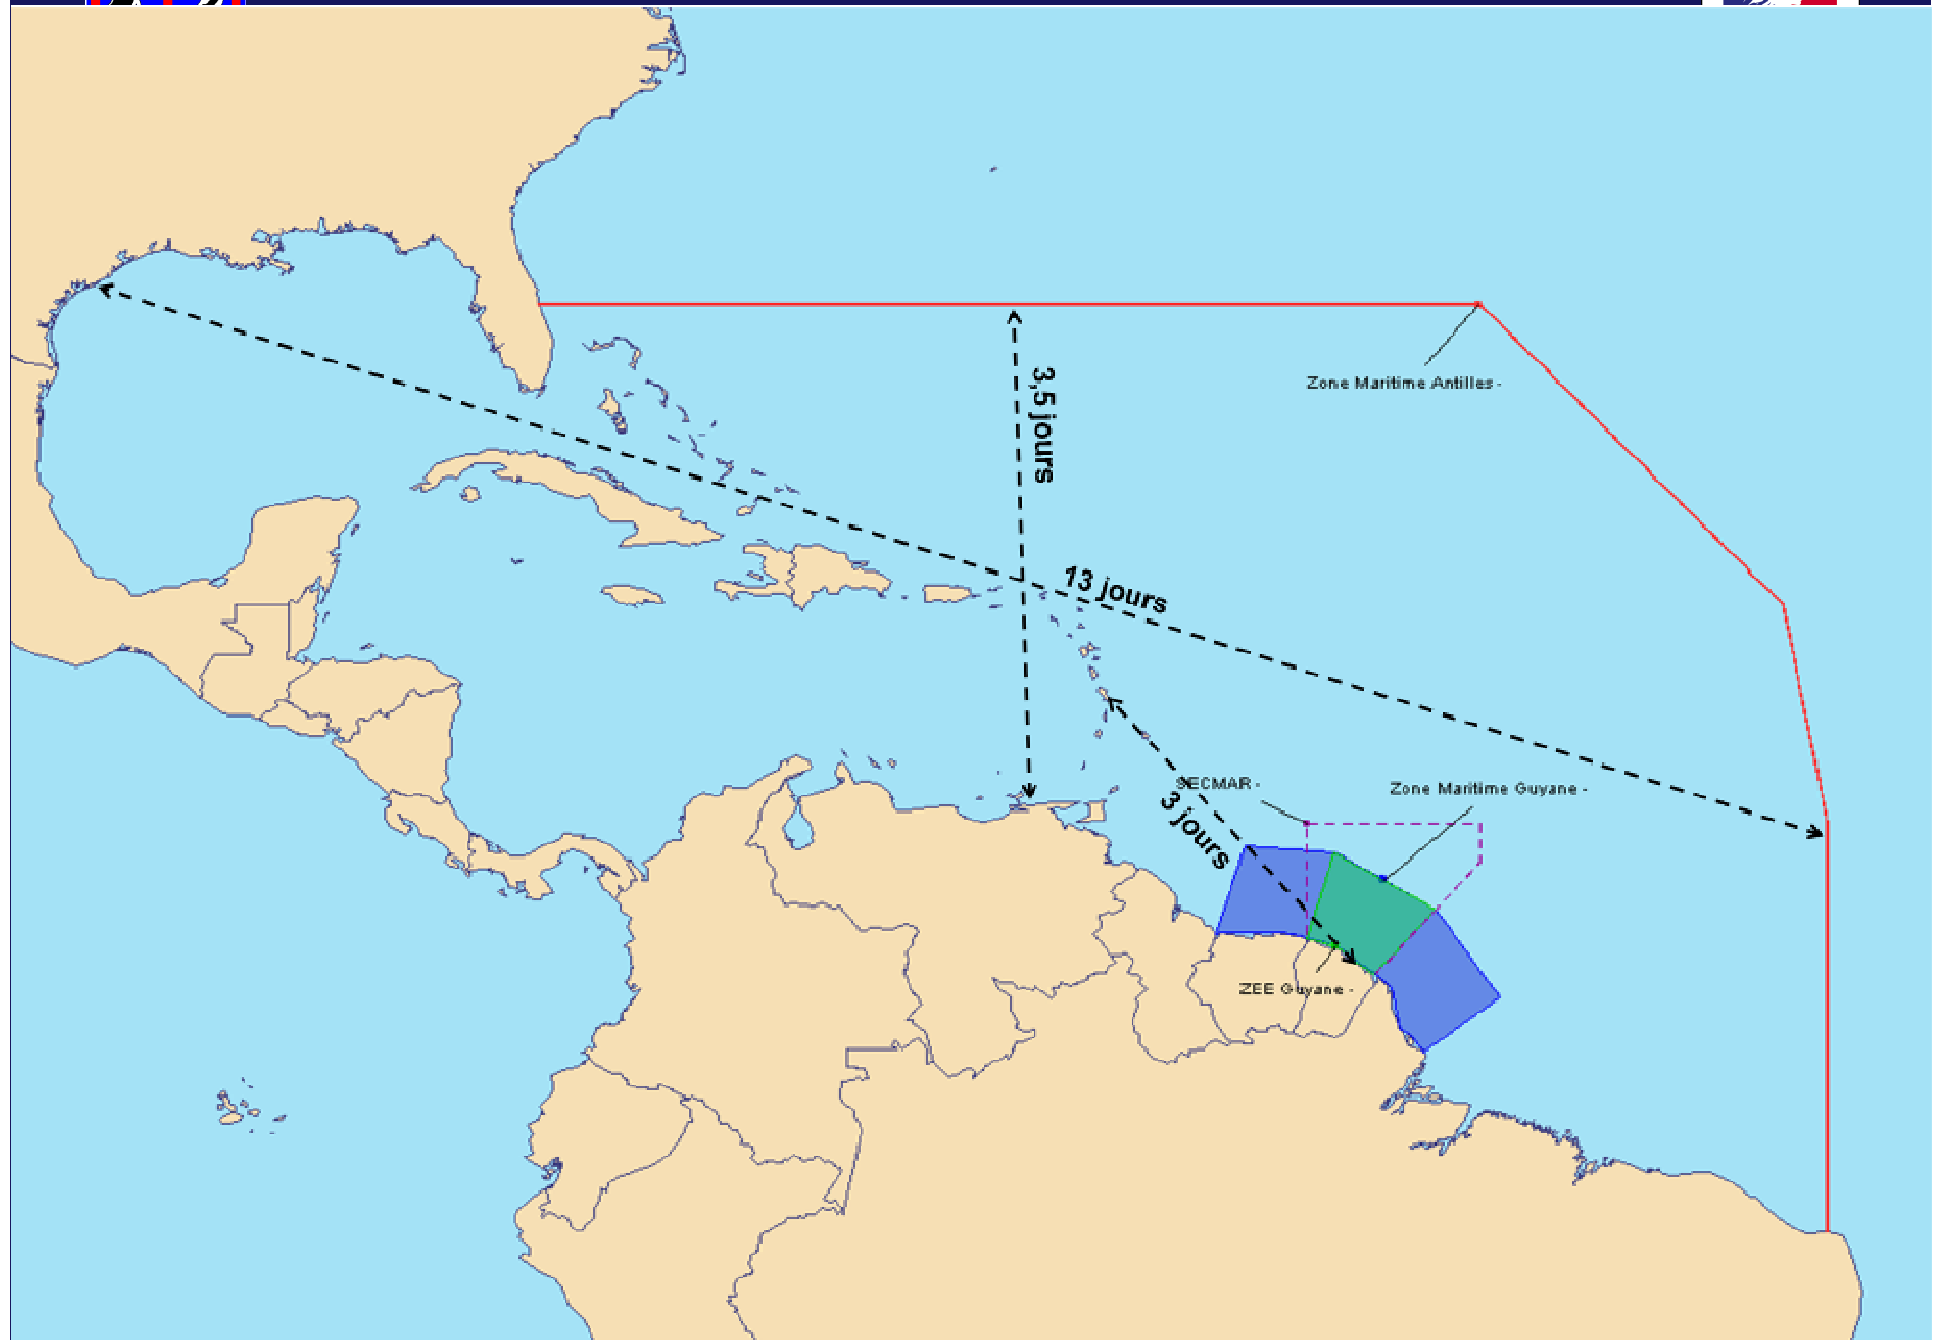 Zone Maritime Antilles -
3,5 jours
13 jours
SECMAR -
Zone Maritime Guyane -
3 jours
ZEE Guyane -